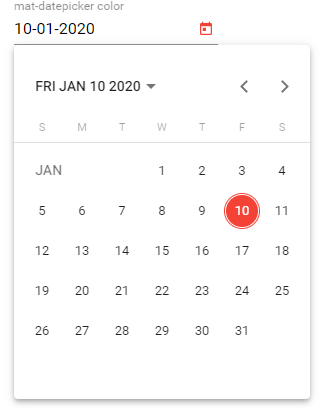 mat-datepicker color
10-01-2020
FRI JAN 10 2020
S M T W T F S
JAN 1 2 3 4
5 6 7 8 9 10 11
12 13 14 15 16 17 18
19 20 21 22 23 24 25
26 27 28 29 30 31